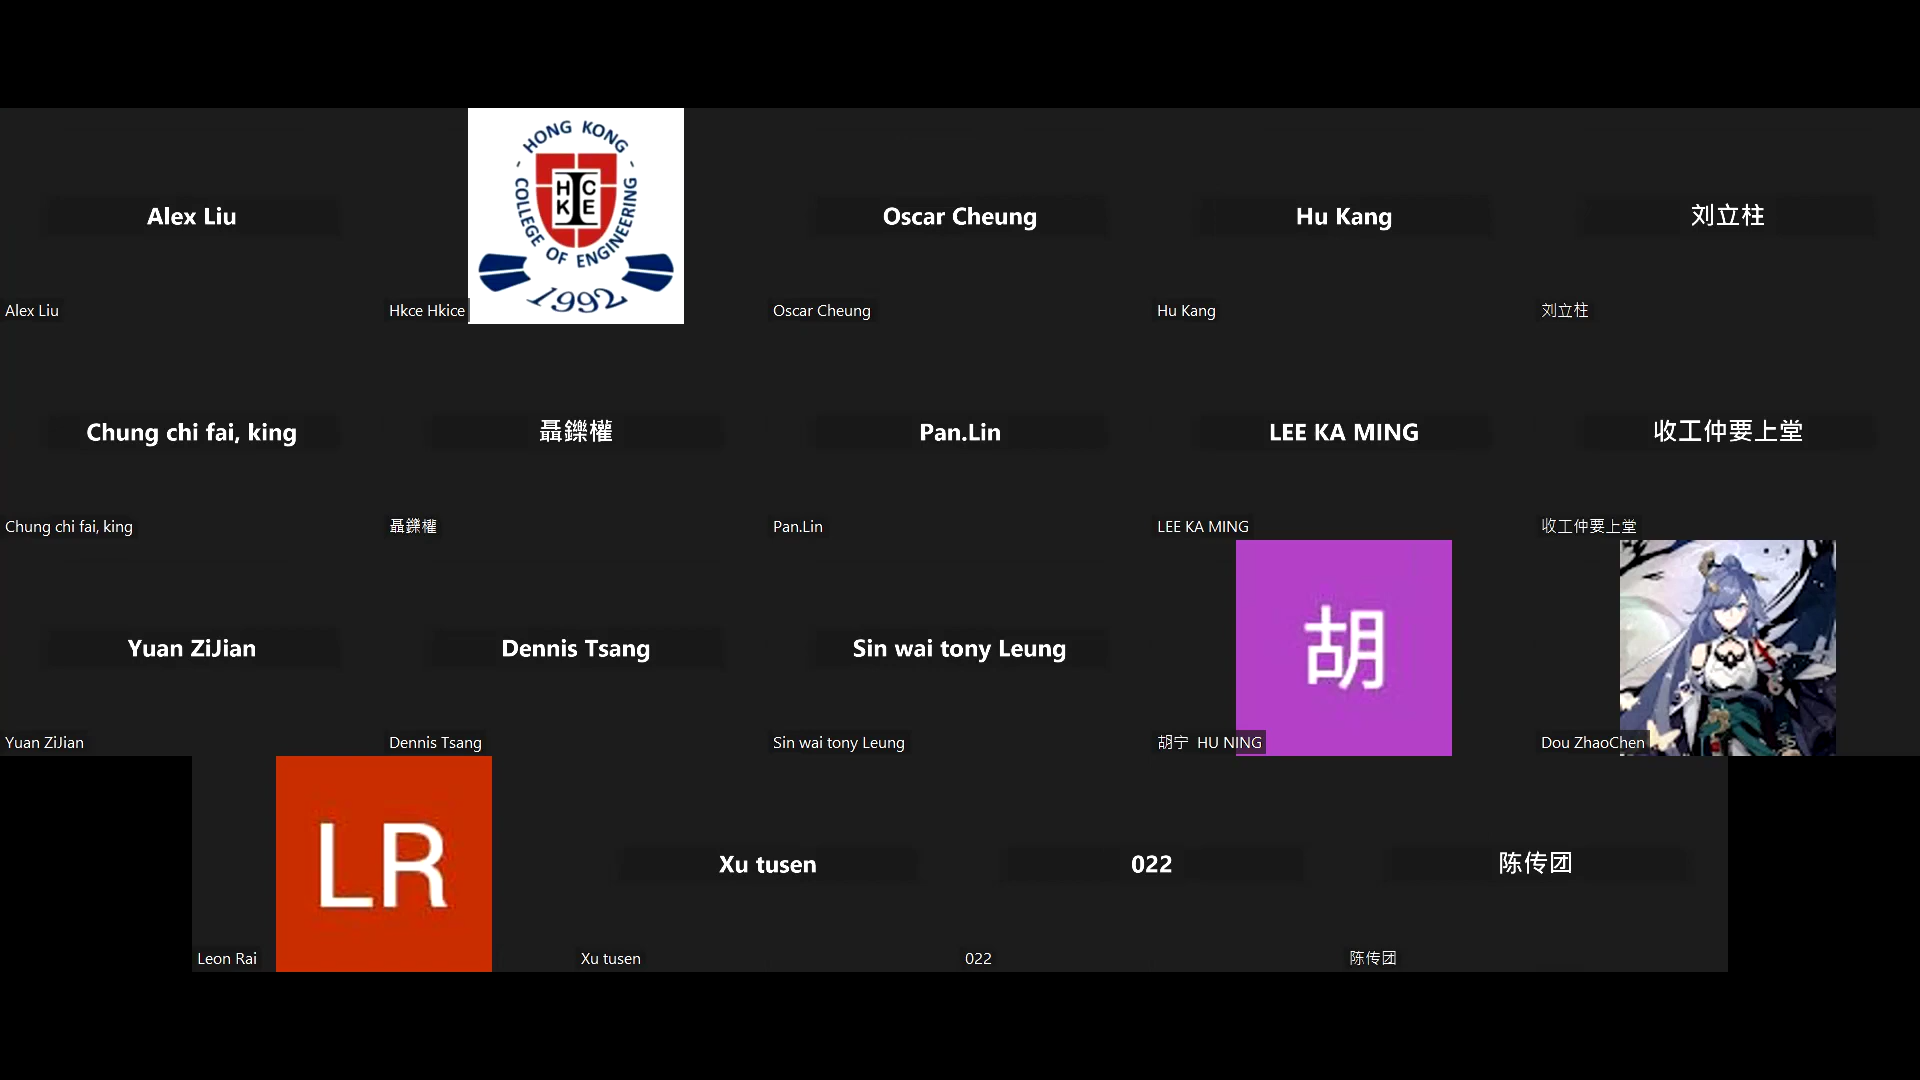 Alex Liu
Alex Liu
HONG KONG
COLLEGE OF ENGINEERING
H C
I
K E
1992
Hkce Hkice
Oscar Cheung
Oscar Cheung
Hu Kang
Hu Kang
刘立柱
刘立柱
Chung chi fai, king
Chung chi fai, king
聶鑠權
聶鑠權
Pan.Lin
Pan.Lin
LEE KA MING
LEE KA MING
收工仲要上堂
收工仲要上堂
Yuan ZiJian
Yuan ZiJian
Dennis Tsang
Dennis Tsang
Sin wai tony Leung
Sin wai tony Leung
胡
胡宁 HU NING
Dou ZhaoChen
LR
Leon Rai
Xu tusen
Xu tusen
022
022
陈传团
陈传团